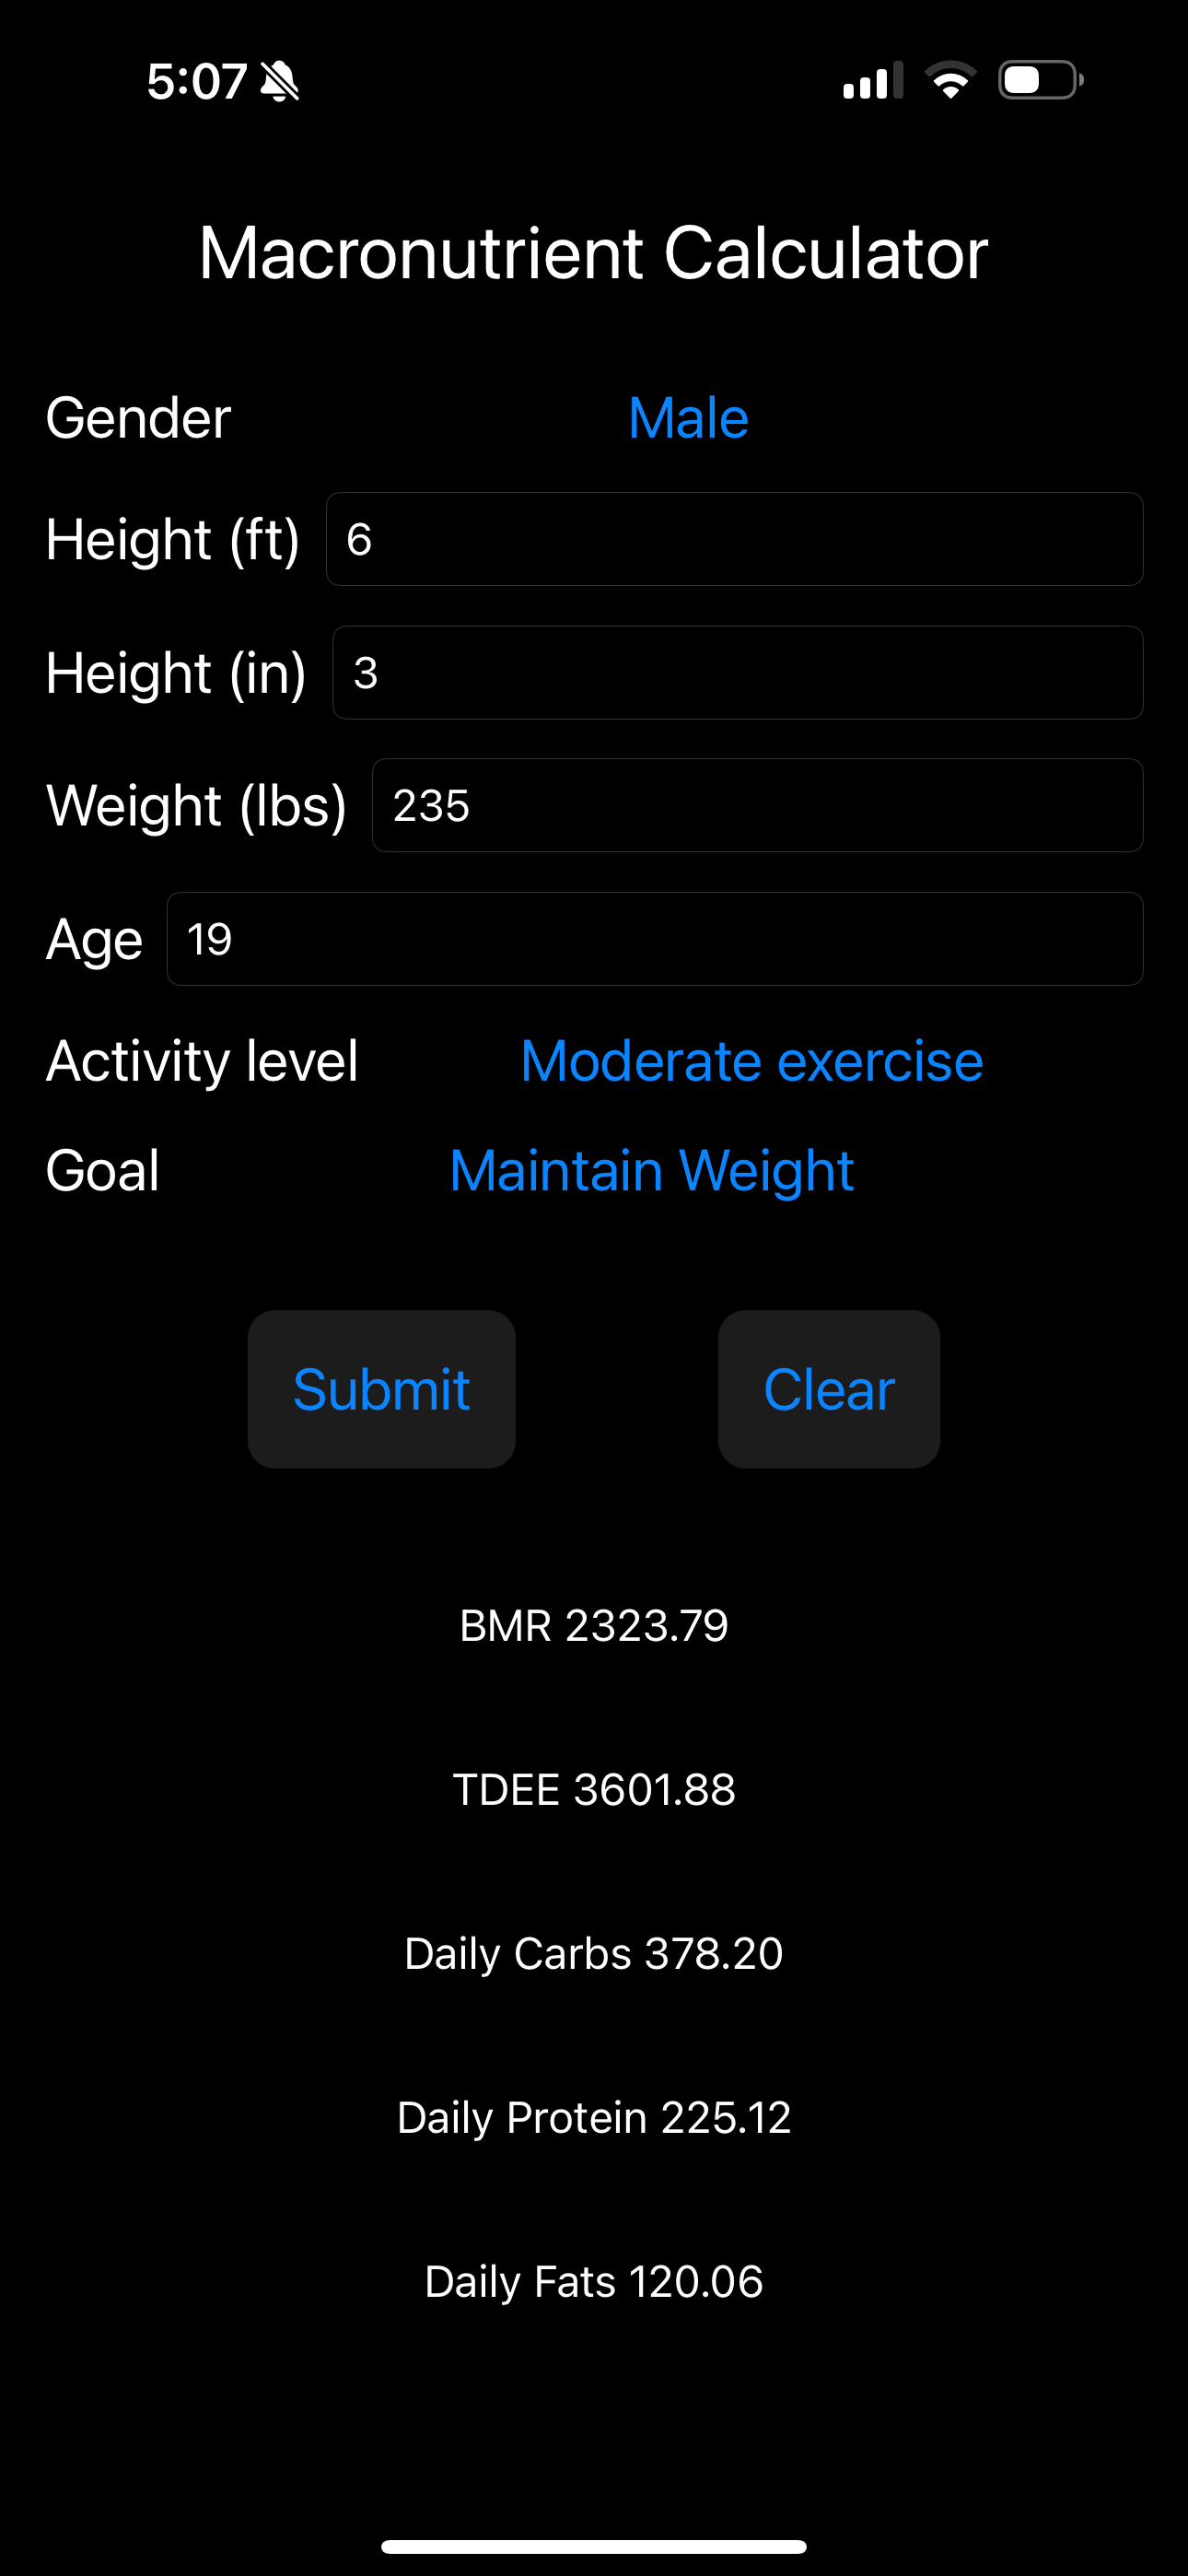 5:07
Macronutrient Calculator
Gender Male
Height (ft) 6
Height (in) 3
Weight (lbs) 235
Age 19
Activity level Moderate exercise
Goal Maintain Weight
Submit Clear
BMR 2323.79
TDEE 3601.88
Daily Carbs 378.20
Daily Protein 225.12
Daily Fats 120.06